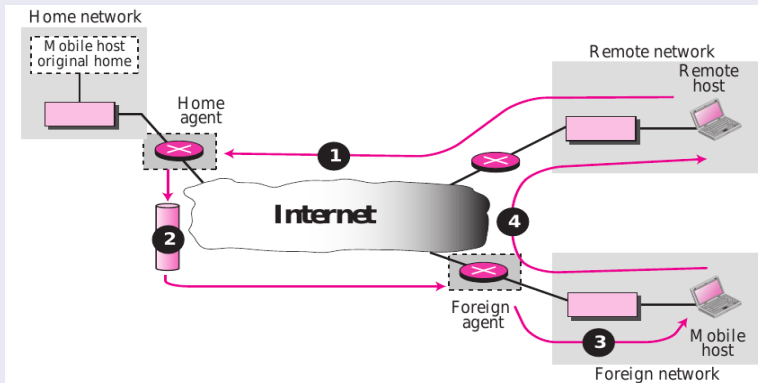 Home network
Mobile host
original home
Home
agent
Remote network
Remote
host
1
2
Internet
4
Foreign
agent
3
Mobile
host
Foreign network